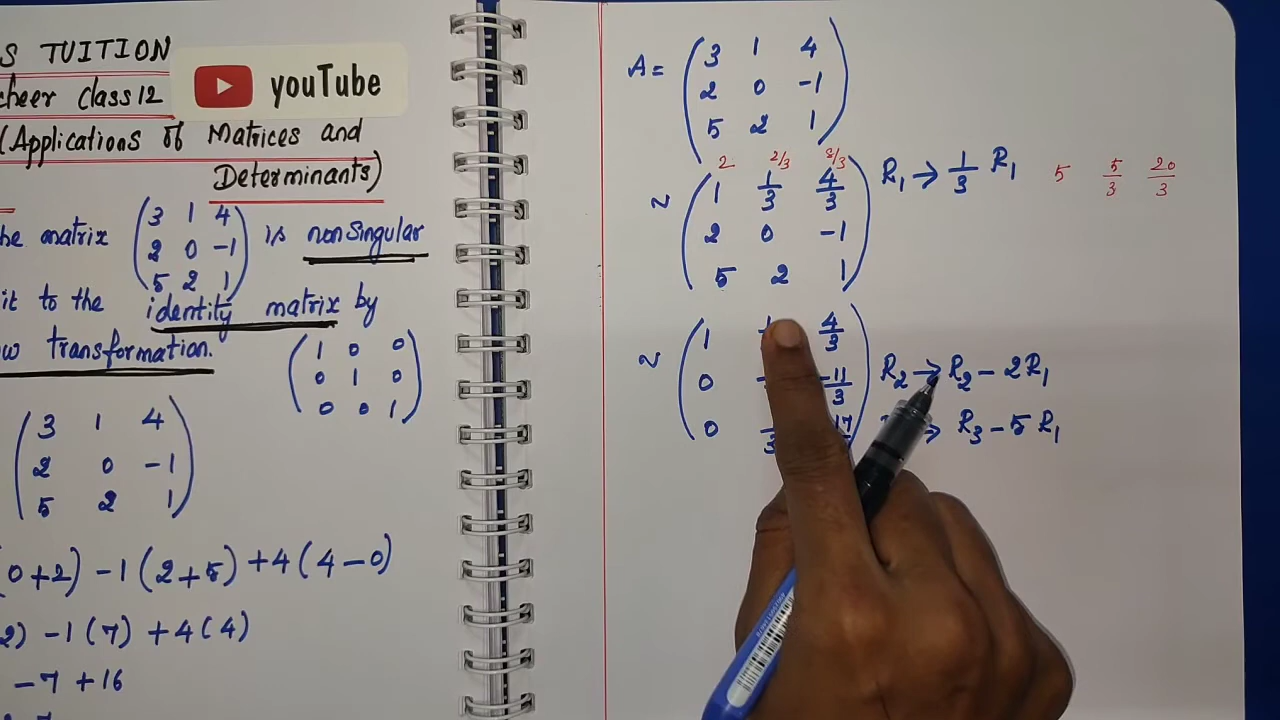 S TUITION
cheer Class 12
YouTube
(Applications of Matrices and
Determinants)
he matrix (3 1 4
2 0 -1
5 2 1) is nonSingular
it to the identity matrix by
w transformation.
(1 0 0
0 1 0
0 0 1)
(3 1 4
2 0 -1
5 2 1)
(0+2) -1(2+5) +4(4-0)
2) -1(7) +4(4)
-7 +16
A = (3 1 4
2 0 -1
5 2 1)
2 2/3 8/3
~ (1 1/3 4/3
2 0 -1
5 2 1) R₁ → 1/3 R₁ 5 5/3 20/3
~ (1 4/3
0 -11/3 R₂ → R₂ - 2R₁
0 -17 → R₃ - 5R₁